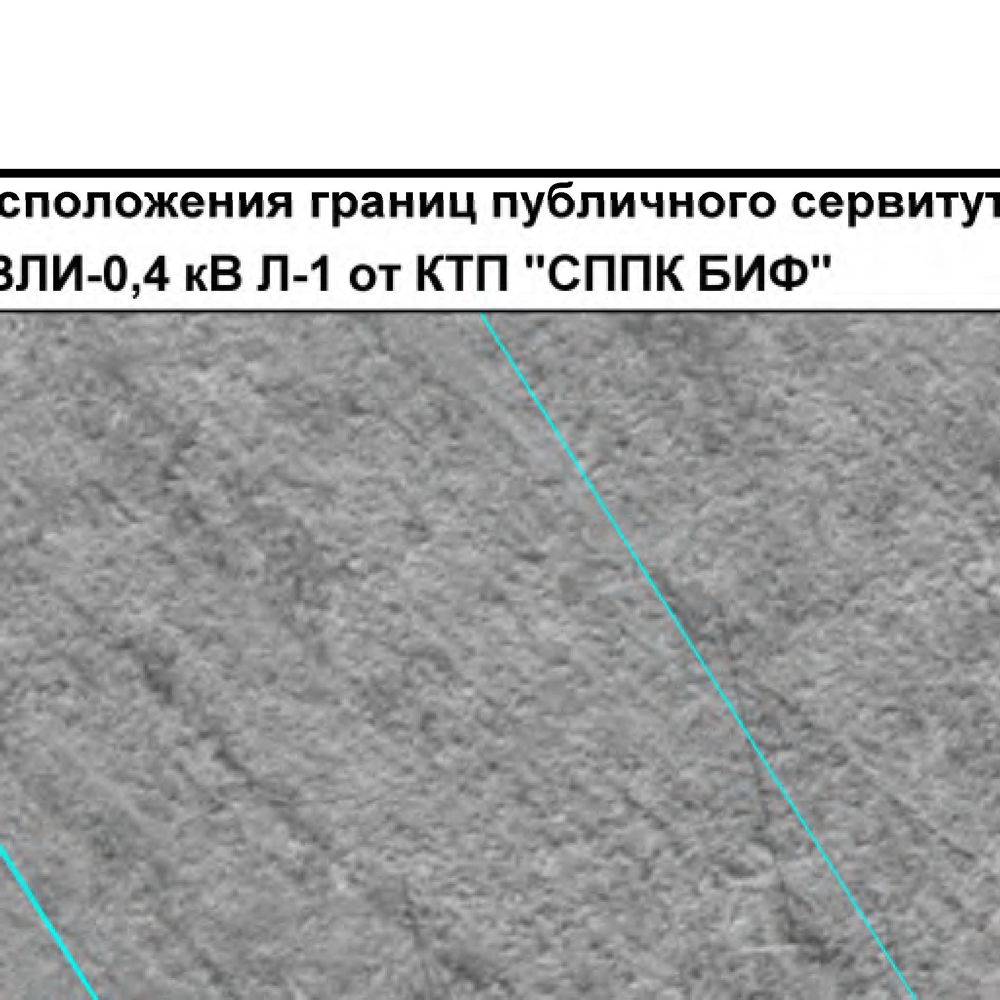 сположения границ публичного сервитут
ВЛИ-0,4 кВ Л-1 от КТП "СППК БИФ"